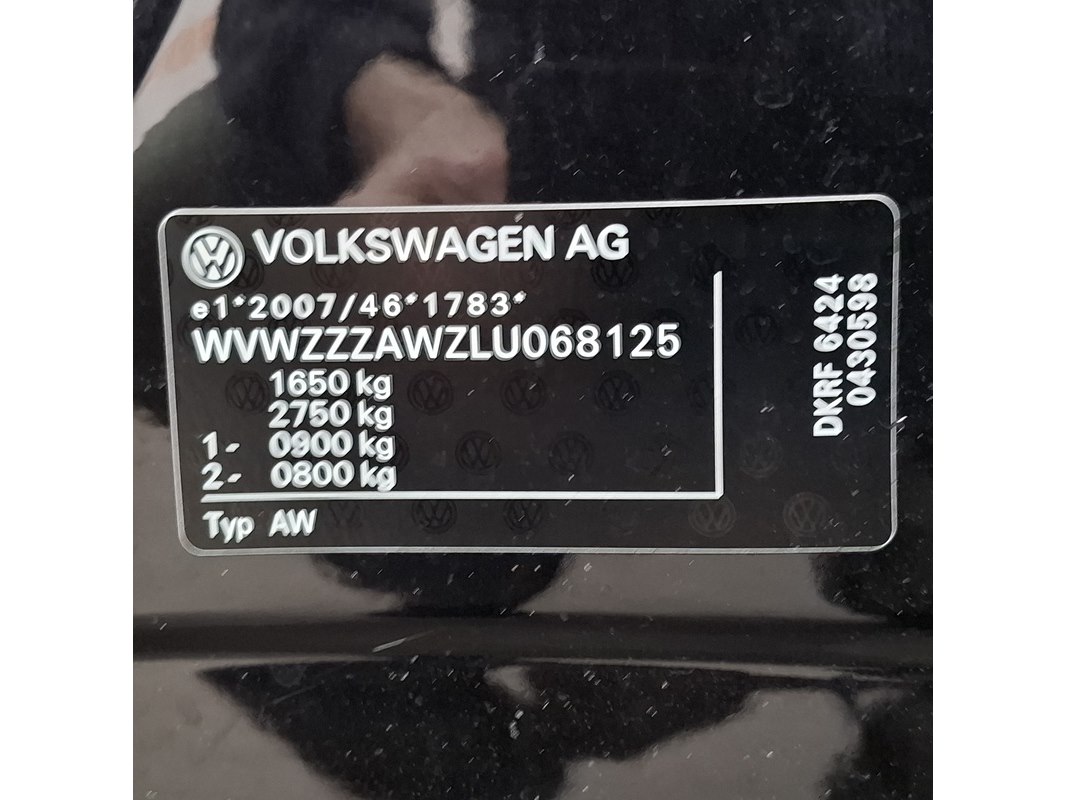 VOLKSWAGEN AG
e1*2007/46*1783*
WVWZZZAWZLU068125
1650 kg
2750 kg
1- 0900 kg
2- 0800 kg
Typ AW
DKRF 6424
0430598